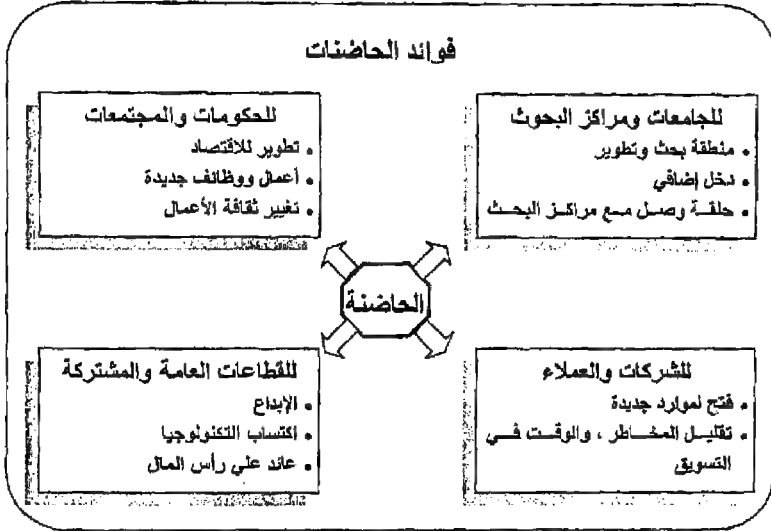 فوائد الحاضنات
للجامعات ومراكز البحوث
• منطقة بحث وتطوير
• دخل إضافي
• حلقة وصل مع مراكز البحث
للحكومات والمجتمعات
• تطوير للاقتصاد
• أعمال ووظائف جديدة
• تغيير ثقافة الأعمال
الحاضنة
للشركات والعملاء
• فتح لموارد جديدة
• تقليل المخاطر ، والوقت في
التسويق
للقطاعات العامة والمشتركة
• الإبداع
• اكتساب التكنولوجيا
• عائد علي رأس المال